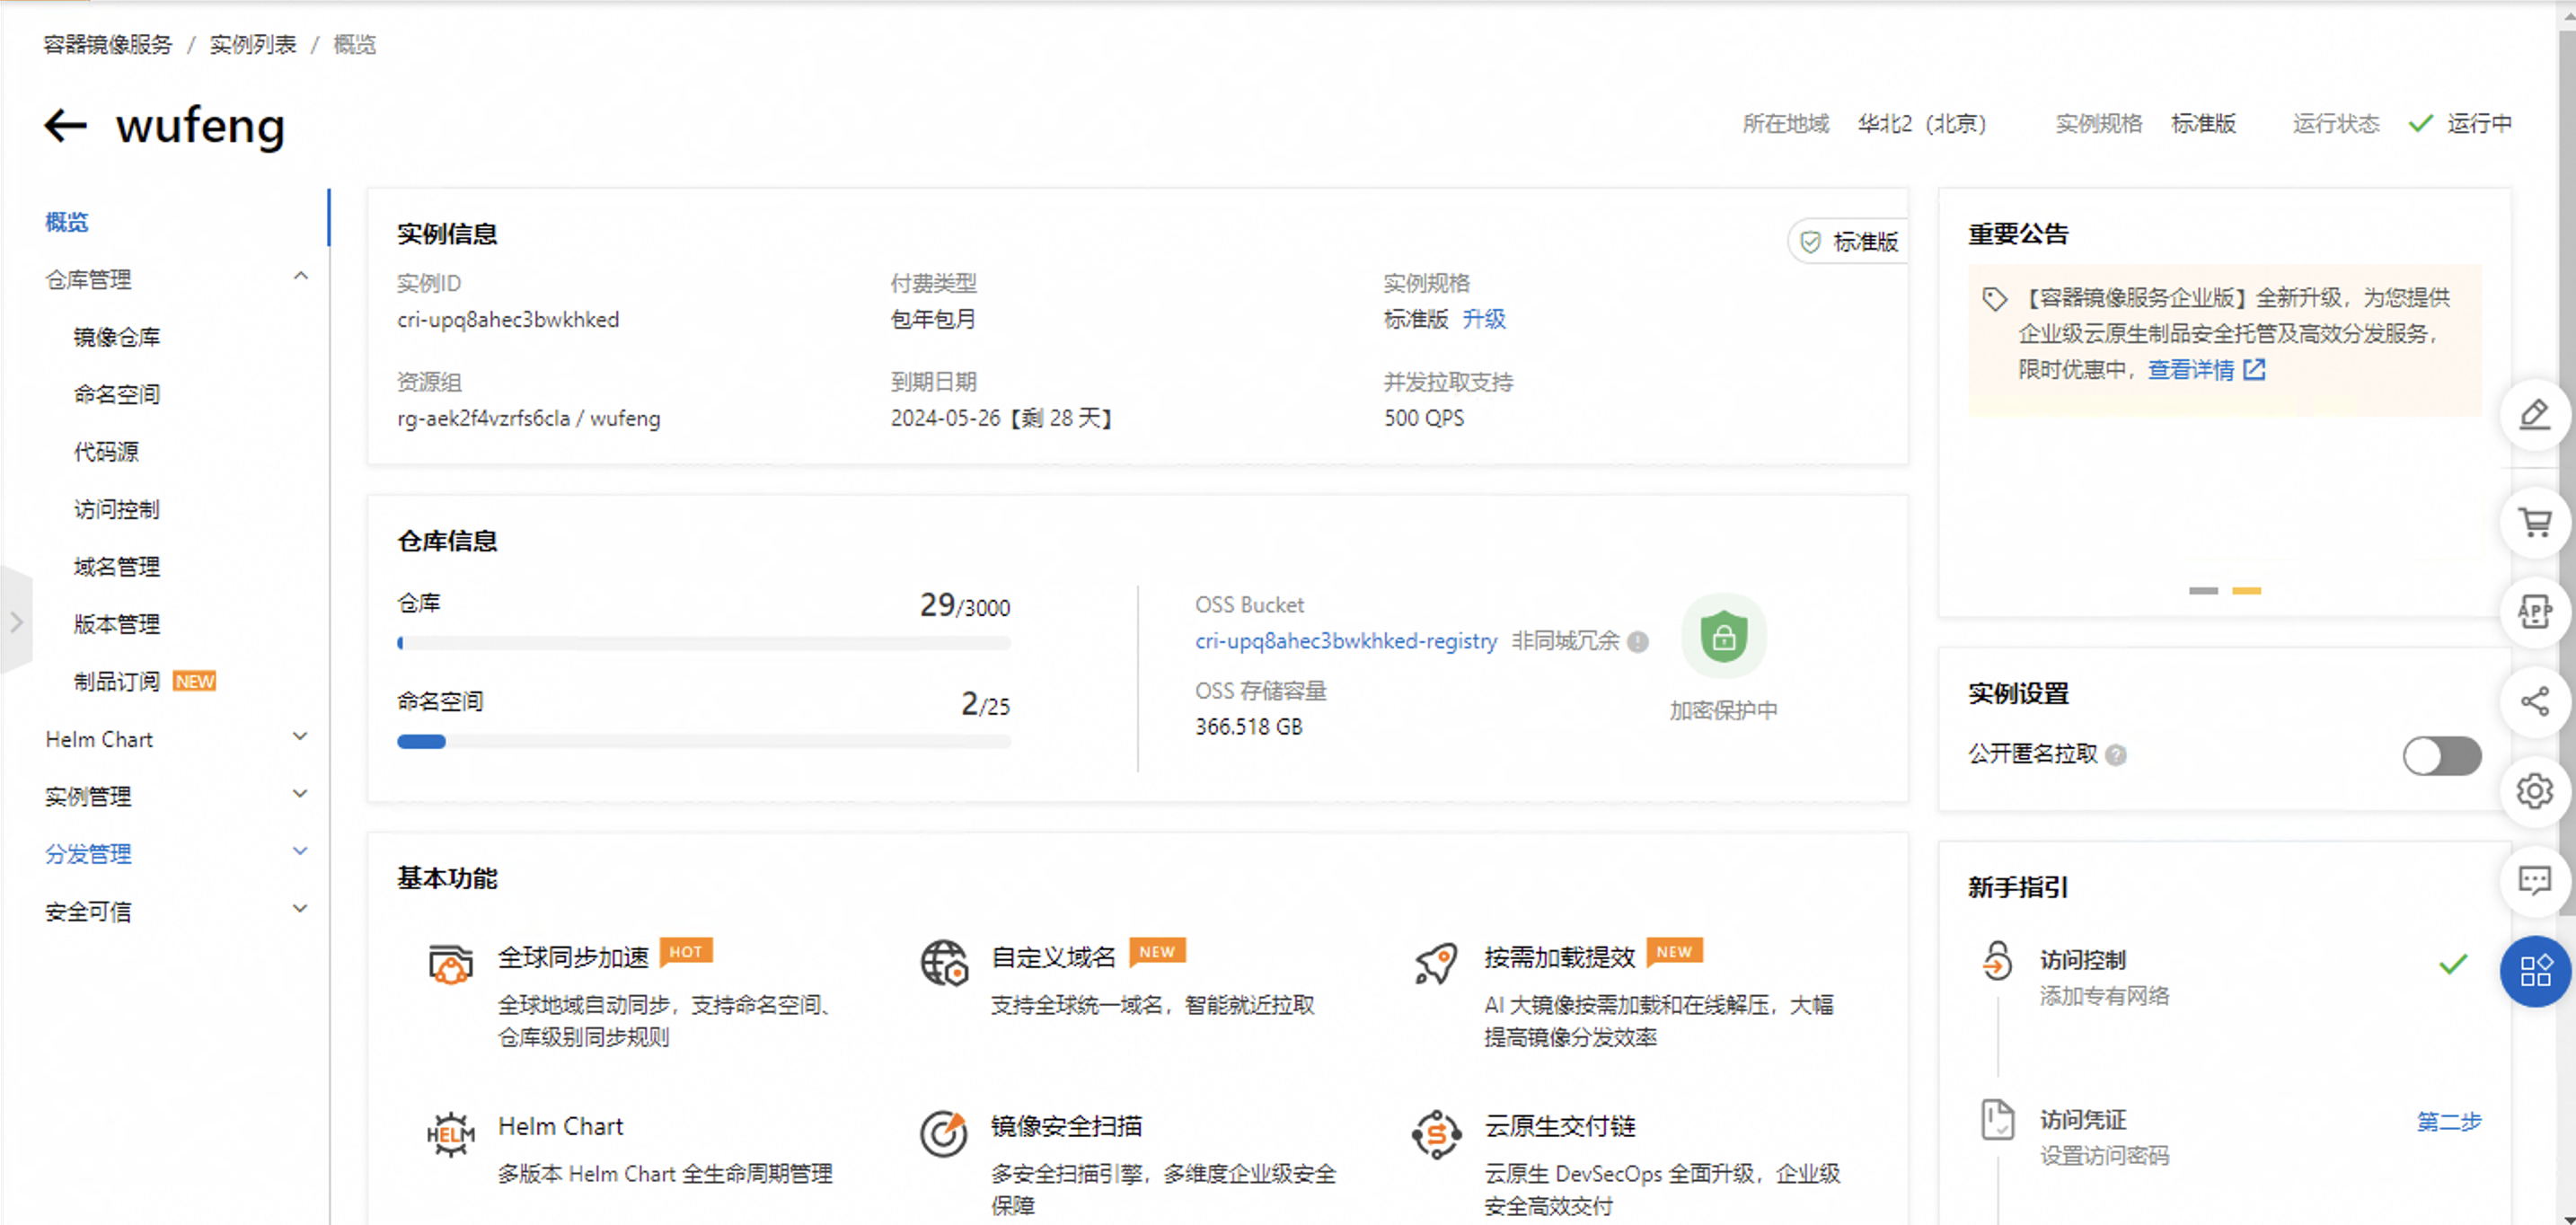 容器镜像服务 / 实例列表 / 概览
wufeng
所在地域 华北2（北京） 实例规格 标准版 运行状态 运行中
概览
仓库管理
镜像仓库
命名空间
代码源
访问控制
域名管理
版本管理
制品订阅 NEW
Helm Chart
实例管理
分发管理
安全可信
实例信息
标准版
实例ID
cri-upq8ahec3bwkhked
付费类型
包年包月
实例规格
标准版 升级
资源组
rg-aek2f4vzrfs6cla / wufeng
到期日期
2024-05-26【剩 28 天】
并发拉取支持
500 QPS
仓库信息
仓库 29/3000
命名空间 2/25
OSS Bucket
cri-upq8ahec3bwkhked-registry 非同城冗余
OSS 存储容量
366.518 GB
加密保护中
基本功能
全球同步加速 HOT
全球地域自动同步，支持命名空间、
仓库级别同步规则
自定义域名 NEW
支持全球统一域名，智能就近拉取
按需加载提效 NEW
AI 大镜像按需加载和在线解压，大幅
提高镜像分发效率
HELM
Helm Chart
多版本 Helm Chart 全生命周期管理
镜像安全扫描
多安全扫描引擎，多维度企业级安全
保障
云原生交付链
云原生 DevSecOps 全面升级，企业级
安全高效交付
重要公告
【容器镜像服务企业版】全新升级，为您提供
企业级云原生制品安全托管及高效分发服务，
限时优惠中，查看详情
实例设置
公开匿名拉取
新手指引
访问控制
添加专有网络
访问凭证 第二步
设置访问密码
APP